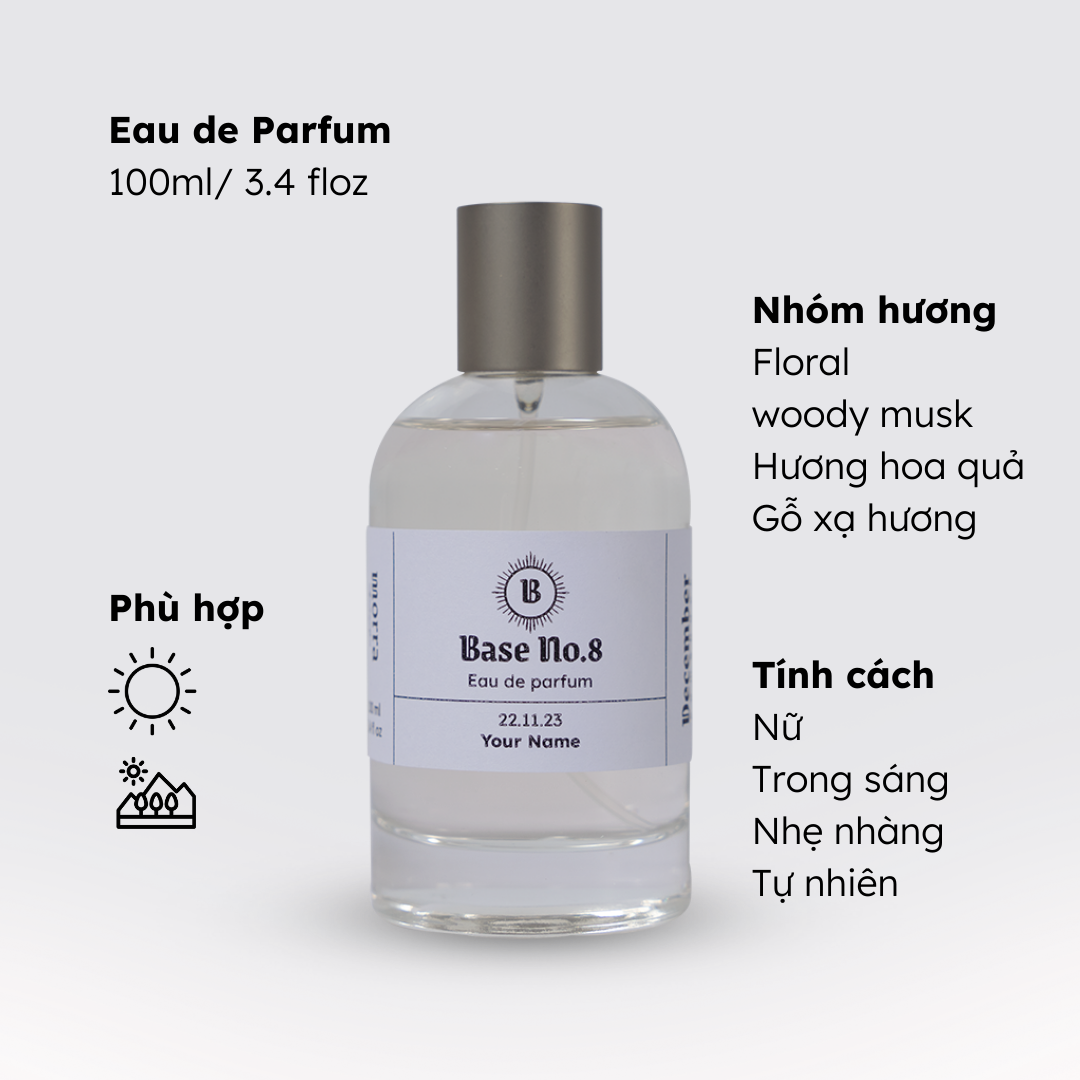 Eau de Parfum
100ml/ 3.4 floz
Nhóm hương
Floral
woody musk
Hương hoa quả
Gỗ xạ hương
Phù hợp
Tính cách
Nữ
Trong sáng
Nhẹ nhàng
Tự nhiên
B
Base No.8
Eau de parfum
22.11.23
Your Name
morra
December